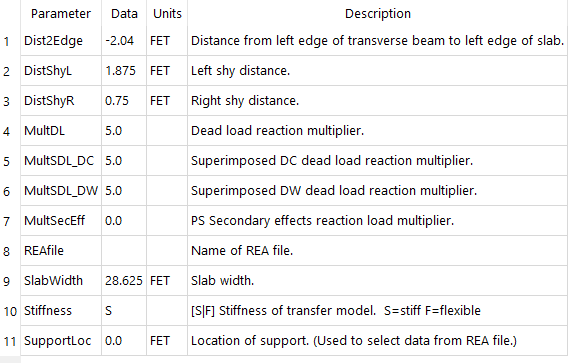 Parameter Data Units Description
1 Dist2Edge -2.04 FET Distance from left edge of transverse beam to left edge of slab.
2 DistShyL 1.875 FET Left shy distance.
3 DistShyR 0.75 FET Right shy distance.
4 MultDL 5.0 Dead load reaction multiplier.
5 MultSDL_DC 5.0 Superimposed DC dead load reaction multiplier.
6 MultSDL_DW 5.0 Superimposed DW dead load reaction multiplier.
7 MultSecEff 0.0 PS Secondary effects reaction load multiplier.
8 REAfile Name of REA file.
9 SlabWidth 28.625 FET Slab width.
10 Stiffness S [S|F] Stiffness of transfer model. S=stiff F=flexible
11 SupportLoc 0.0 FET Location of support. (Used to select data from REA file.)